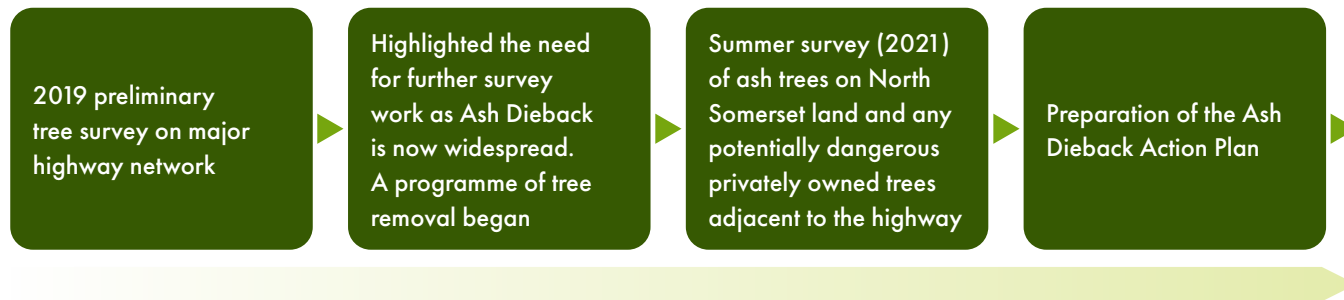 2019 preliminary
tree survey on major
highway network
Highlighted the need
for further survey
work as Ash Dieback
is now widespread.
A programme of tree
removal began
Summer survey (2021)
of ash trees on North
Somerset land and any
potentially dangerous
privately owned trees
adjacent to the highway
Preparation of the Ash
Dieback Action Plan